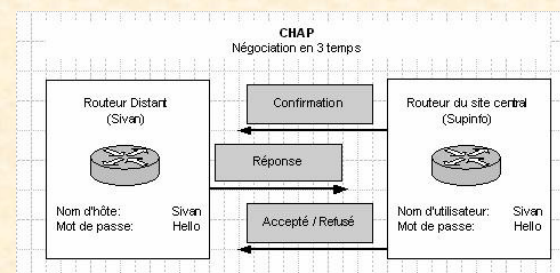 CHAP
Négociation en 3 temps
Routeur Distant
(Sivan)
Nom d'hôte: Sivan
Mot de passe: Hello
Confirmation
Réponse
Accepté / Refusé
Routeur du site central
(Supinfo)
Nom d'utilisateur: Sivan
Mot de passe: Hello